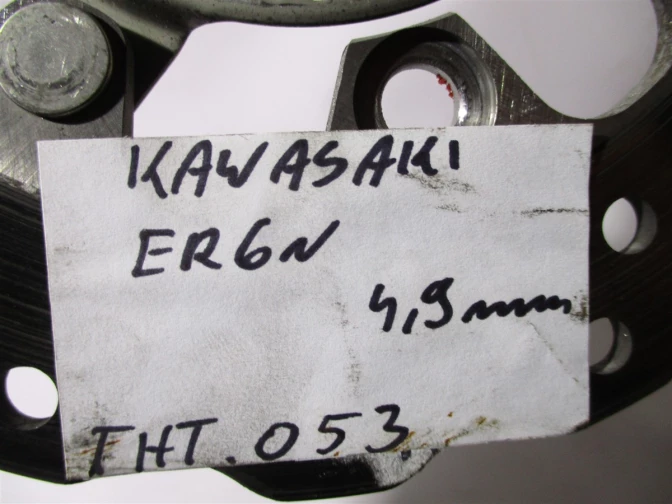 KAWASAKI
ER6N
4,9mm
THT.053